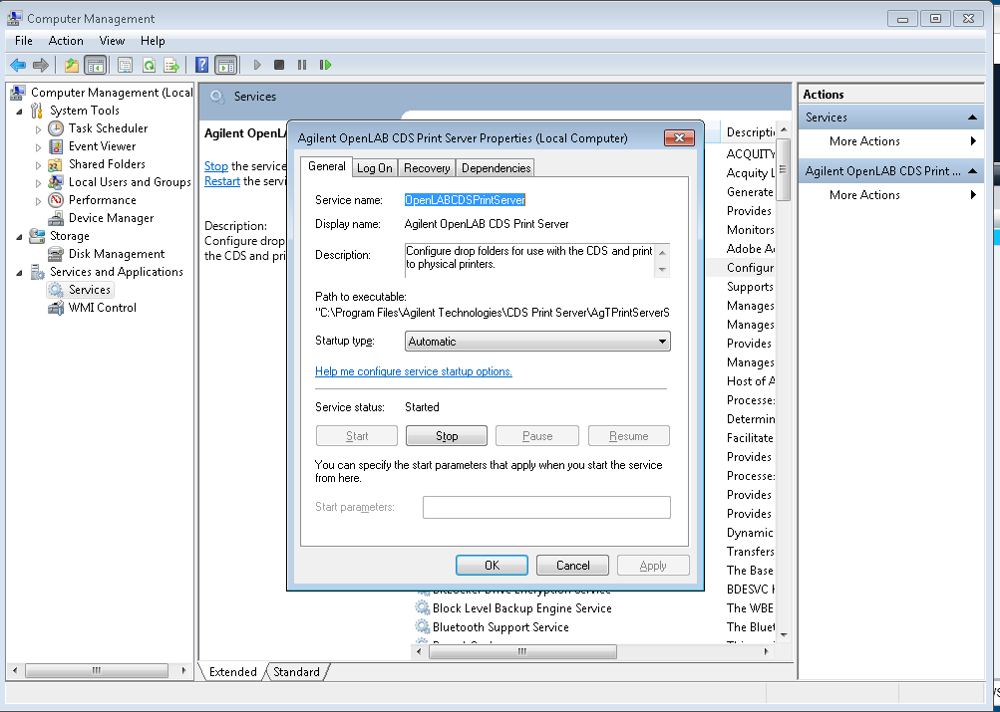 Computer Management
File Action View Help
Computer Management (Local
System Tools
Task Scheduler
Event Viewer
Shared Folders
Local Users and Groups
Performance
Device Manager
Storage
Disk Management
Services and Applications
Services
WMI Control
Services
Agilent OpenLA
Stop the service
Restart the servi
Description:
Configure drop
the CDS and pri
Agilent OpenLAB CDS Print Server Properties (Local Computer)
General Log On Recovery Dependencies
Service name: OpenLABCDSPrintServer
Display name: Agilent OpenLAB CDS Print Server
Description: Configure drop folders for use with the CDS and print
to physical printers.
Path to executable:
"C:\Program Files\Agilent Technologies\CDS Print Server\AgTPrintServerS
Startup type: Automatic
Help me configure service startup options.
Service status: Started
Start Stop Pause Resume
You can specify the start parameters that apply when you start the service
from here.
Start parameters:
OK Cancel Apply
Block Level Backup Engine Service
Bluetooth Support Service
Descripti
ACQUITY
Acquity L
Generate
Provides
Monitors
Adobe Ac
Configur
Supports
Manages
Manages
Provides
Manages
Host of A
Processe
Determin
Facilitate
Provides
Processe
Provides
Provides
Dynamic
Transfers
The Base
BDESVC H
The WBE
The Bluet
Extended Standard
Actions
Services
More Actions
Agilent OpenLAB CDS Print ...
More Actions